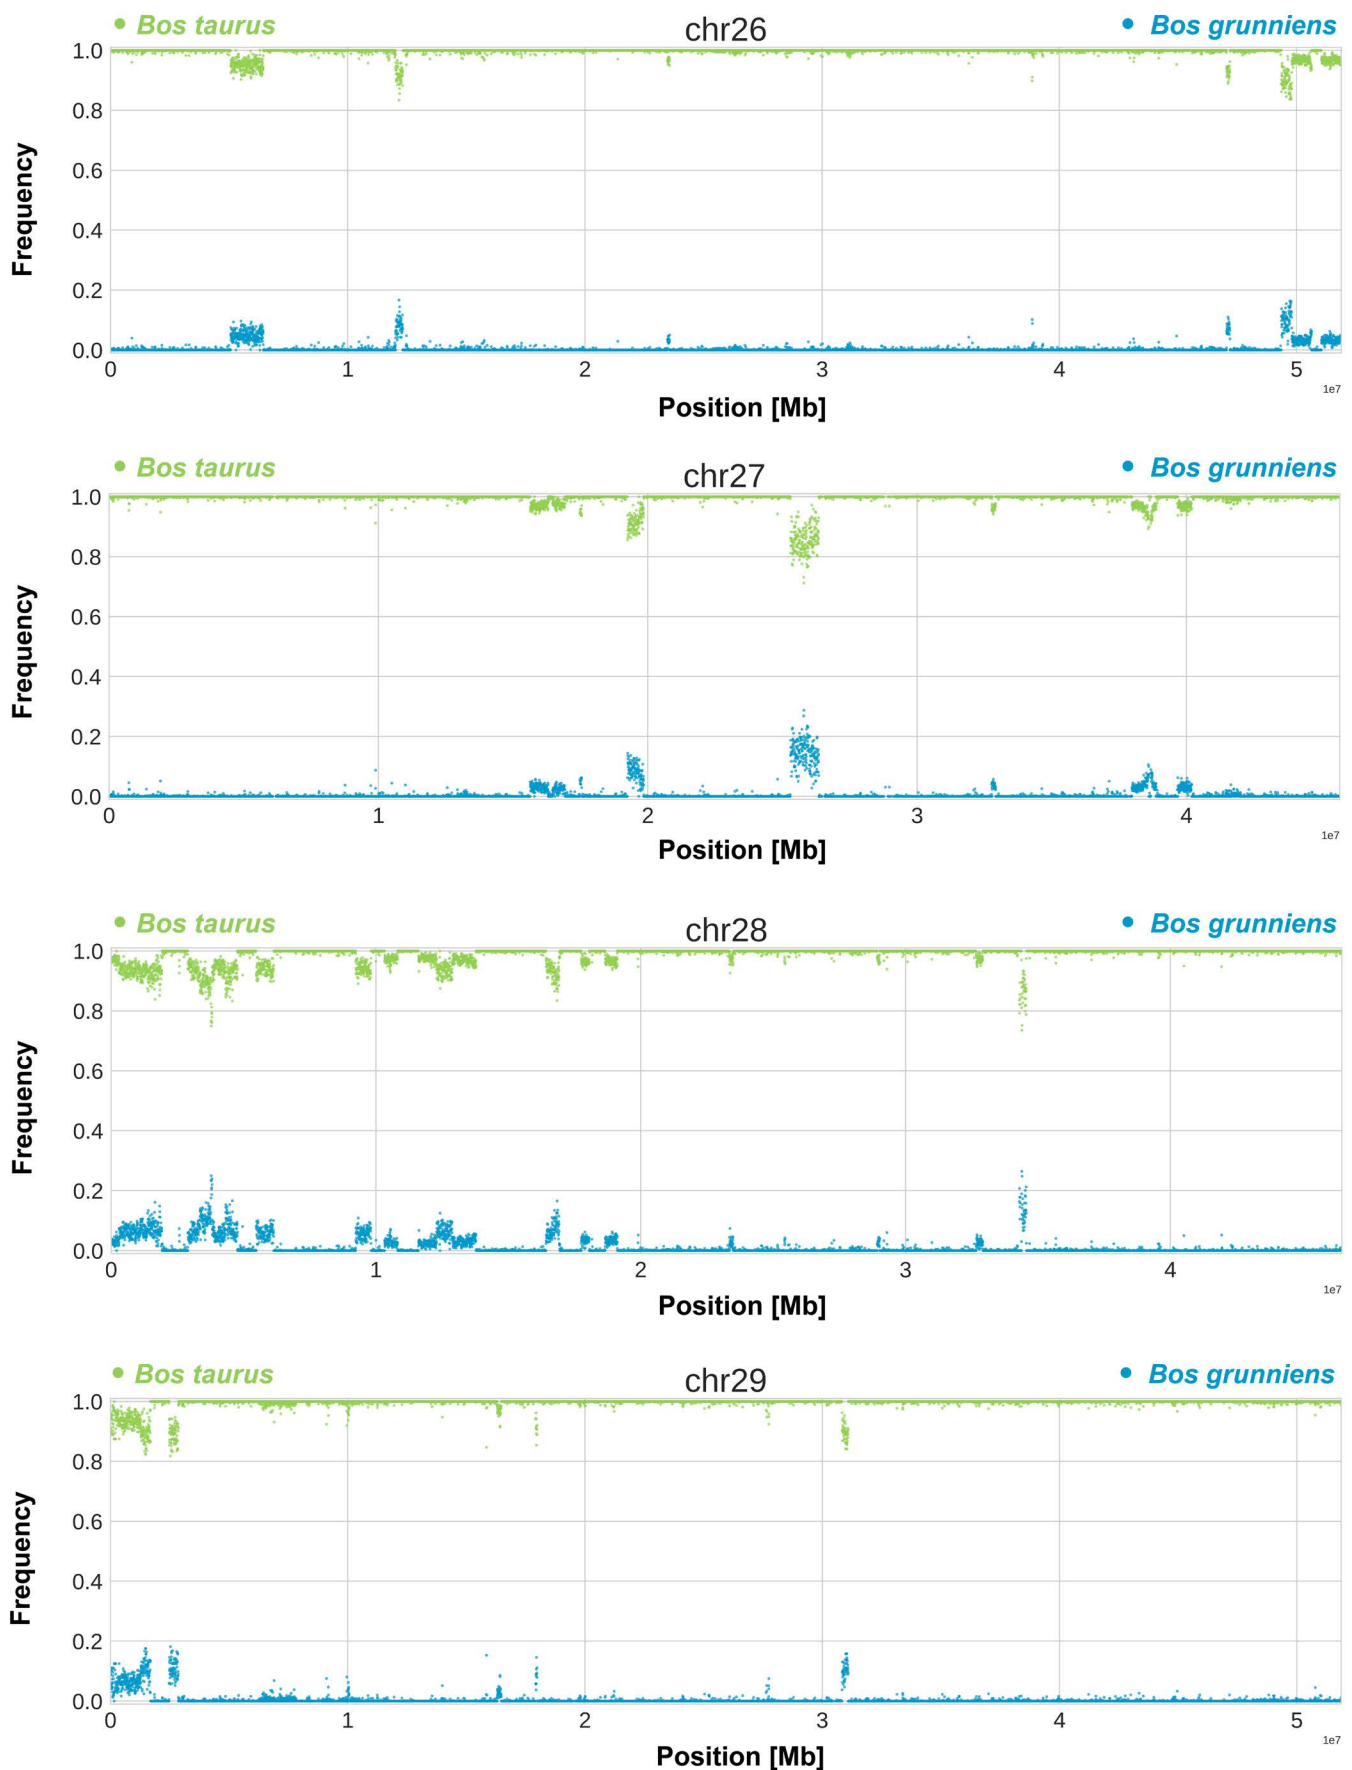 Bos taurus chr26 Bos grunniens
1.0
0.8
0.6
0.4
0.2
0.0
Frequency
0 1 2 3 4 5
1e7
Position [Mb]
Bos taurus chr27 Bos grunniens
1.0
0.8
0.6
0.4
0.2
0.0
Frequency
0 1 2 3 4
1e7
Position [Mb]
Bos taurus chr28 Bos grunniens
1.0
0.8
0.6
0.4
0.2
0.0
Frequency
0 1 2 3 4
1e7
Position [Mb]
Bos taurus chr29 Bos grunniens
1.0
0.8
0.6
0.4
0.2
0.0
Frequency
0 1 2 3 4 5
1e7
Position [Mb]